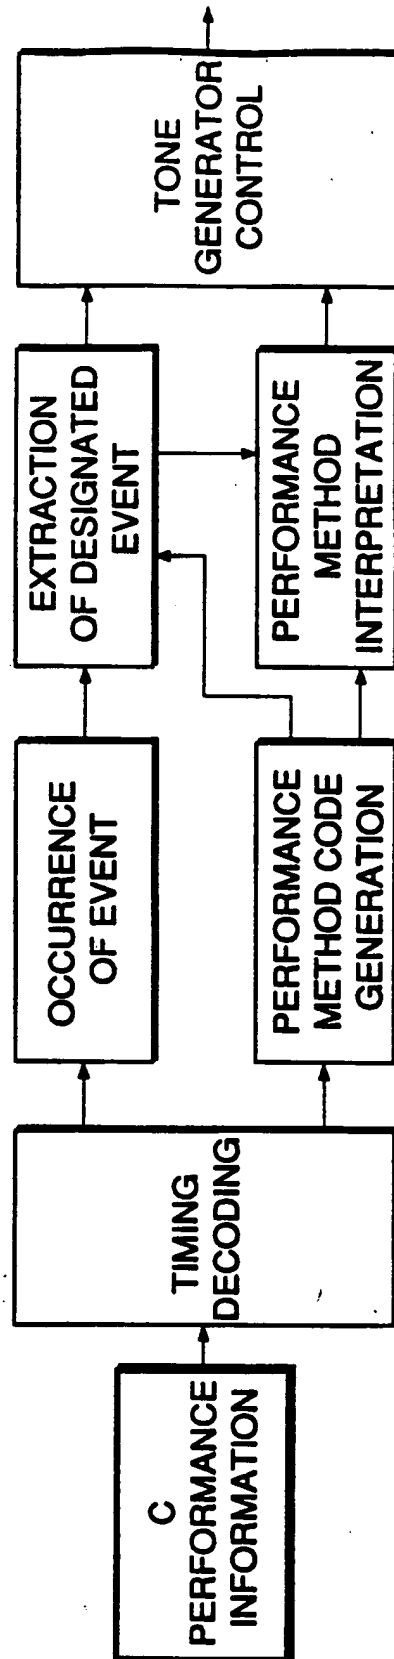 C
PERFORMANCE
INFORMATION
TIMING
DECODING
OCCURRENCE
OF EVENT
PERFORMANCE
METHOD CODE
GENERATION
EXTRACTION
OF DESIGNATED
EVENT
PERFORMANCE
METHOD
INTERPRETATION
TONE
GENERATOR
CONTROL